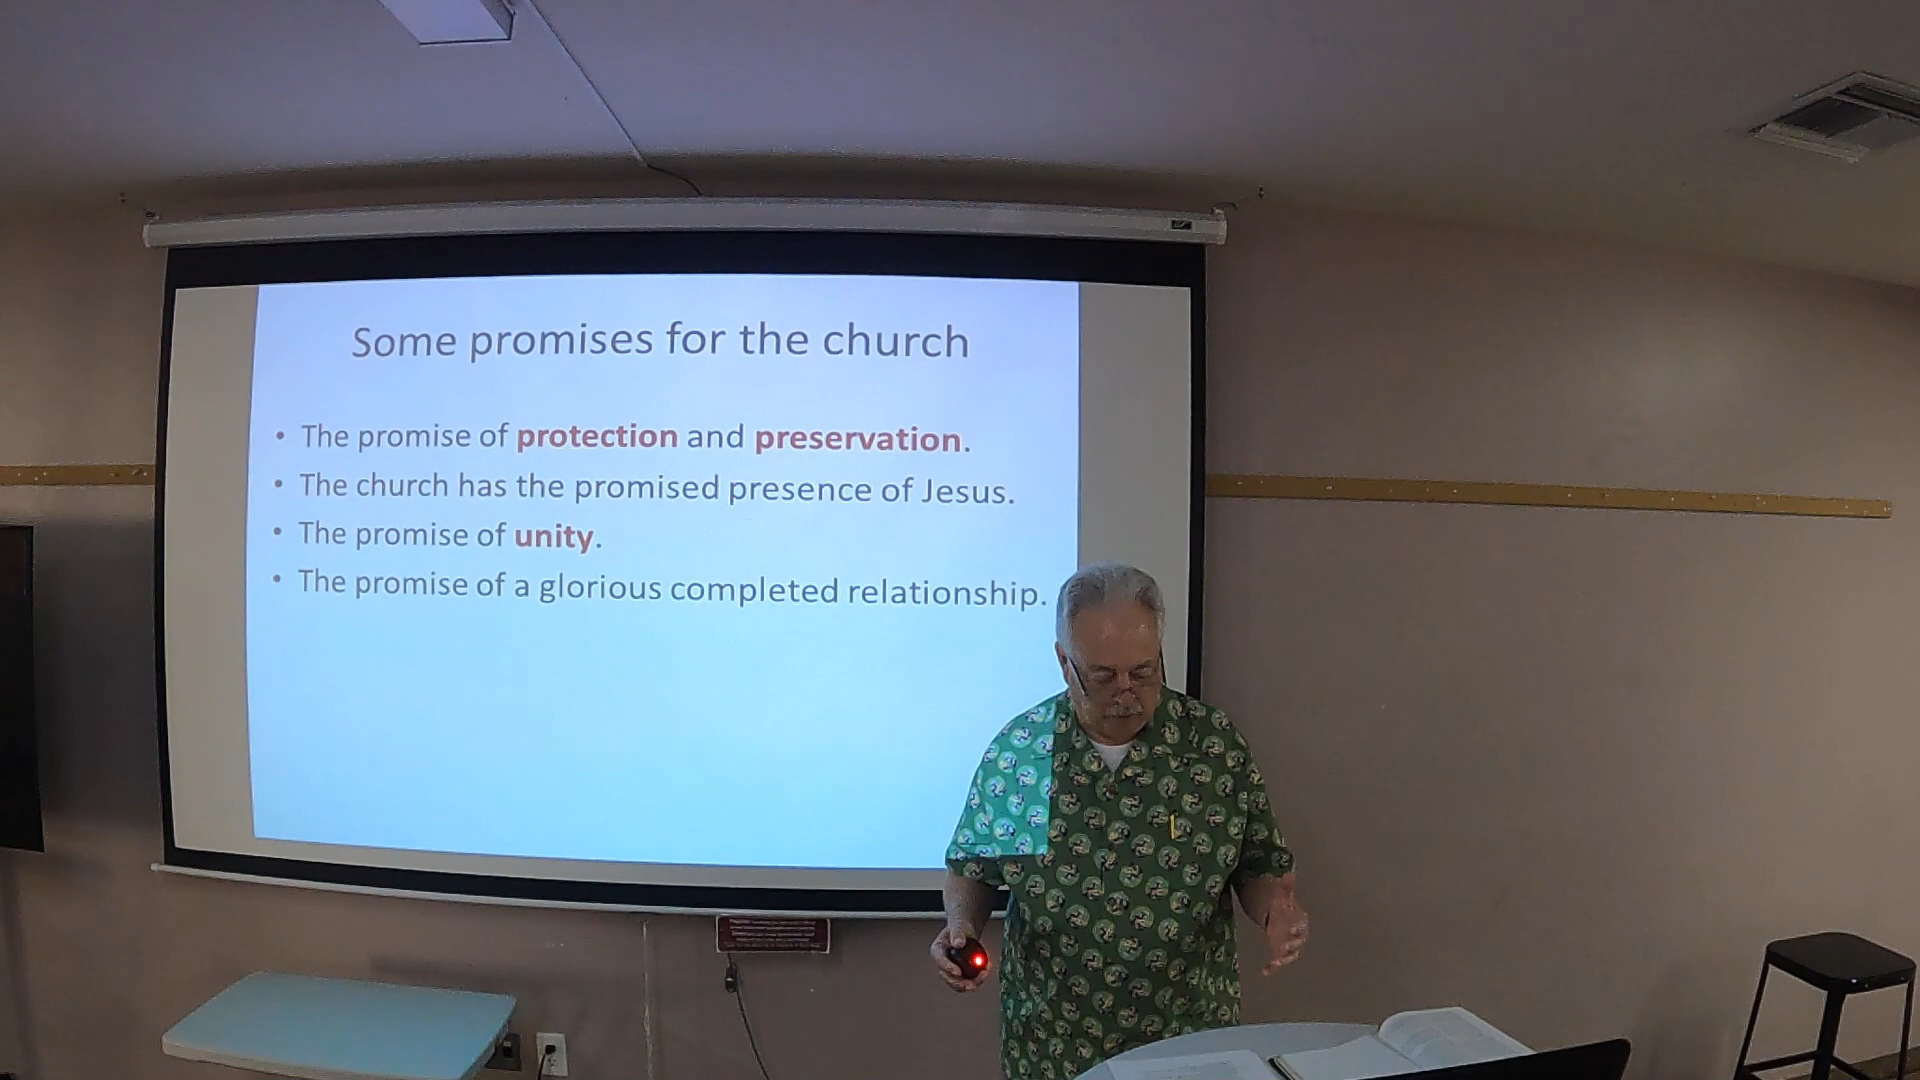 Some promises for the church
• The promise of protection and preservation.
• The church has the promised presence of Jesus.
• The promise of unity.
• The promise of a glorious completed relationship.